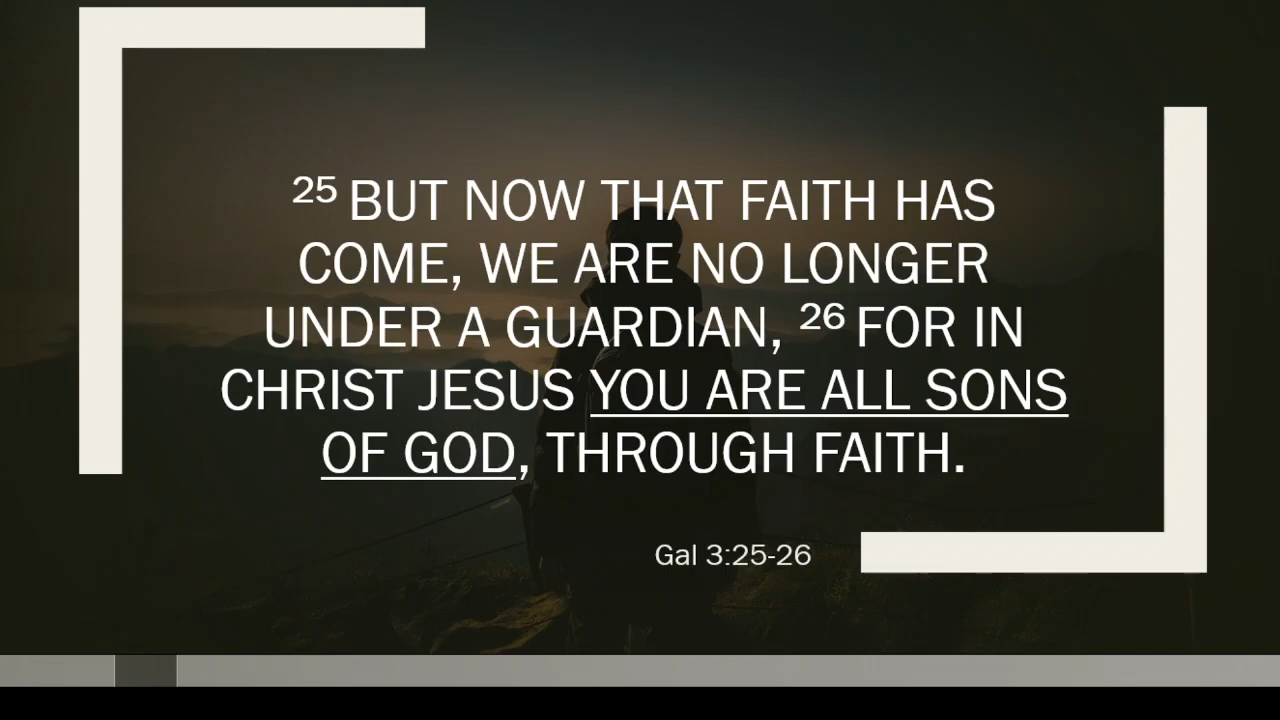 25 BUT NOW THAT FAITH HAS
COME, WE ARE NO LONGER
UNDER A GUARDIAN, 26 FOR IN
CHRIST JESUS YOU ARE ALL SONS
OF GOD, THROUGH FAITH.
Gal 3:25-26